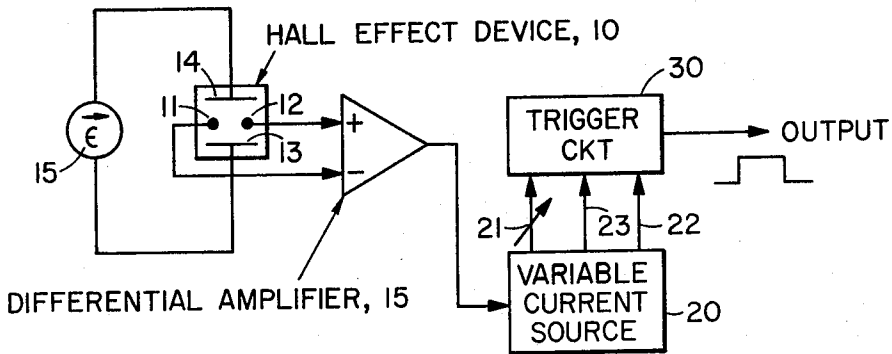 HALL EFFECT DEVICE, 10
14
11
12
13
ε
15
+
−
30
TRIGGER
CKT
OUTPUT
21
23
22
DIFFERENTIAL AMPLIFIER, 15
VARIABLE
CURRENT
SOURCE
20